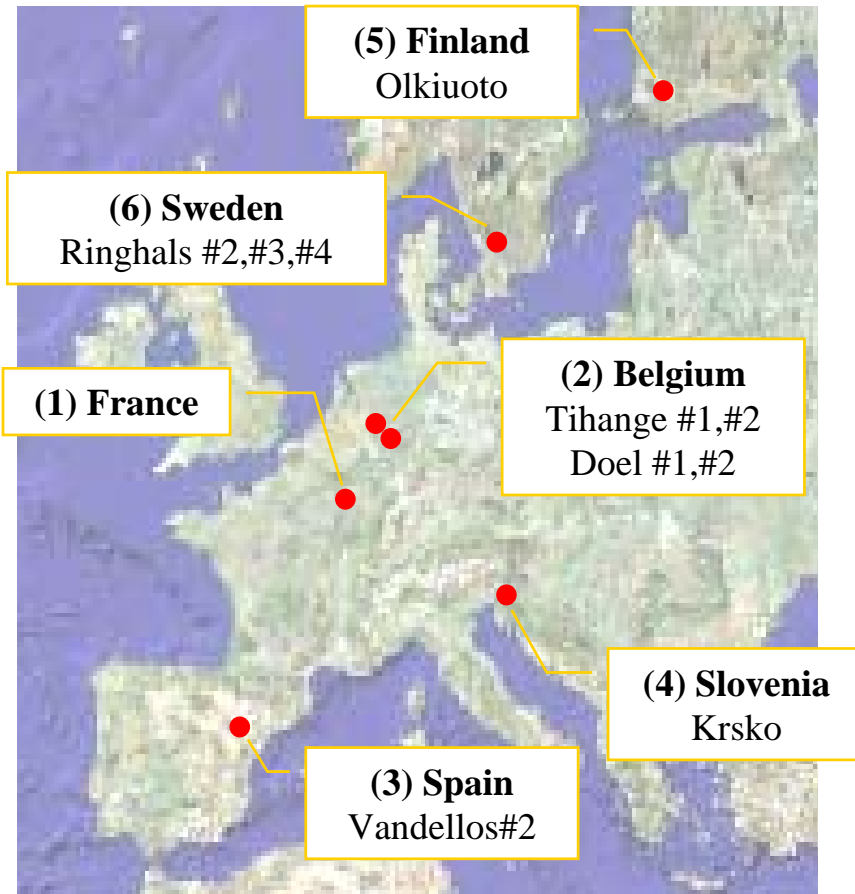 (5) Finland
Olkiuoto
(6) Sweden
Ringhals #2,#3,#4
(1) France
(2) Belgium
Tihange #1,#2
Doel #1,#2
(4) Slovenia
Krsko
(3) Spain
Vandellos#2